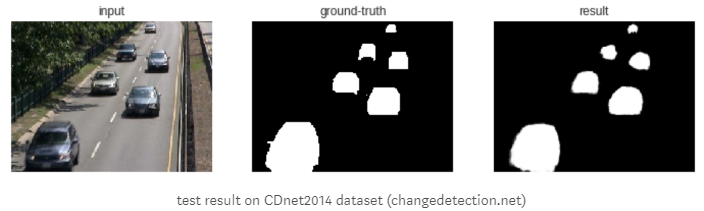 input ground-truth result
test result on CDnet2014 dataset (changedetection.net)